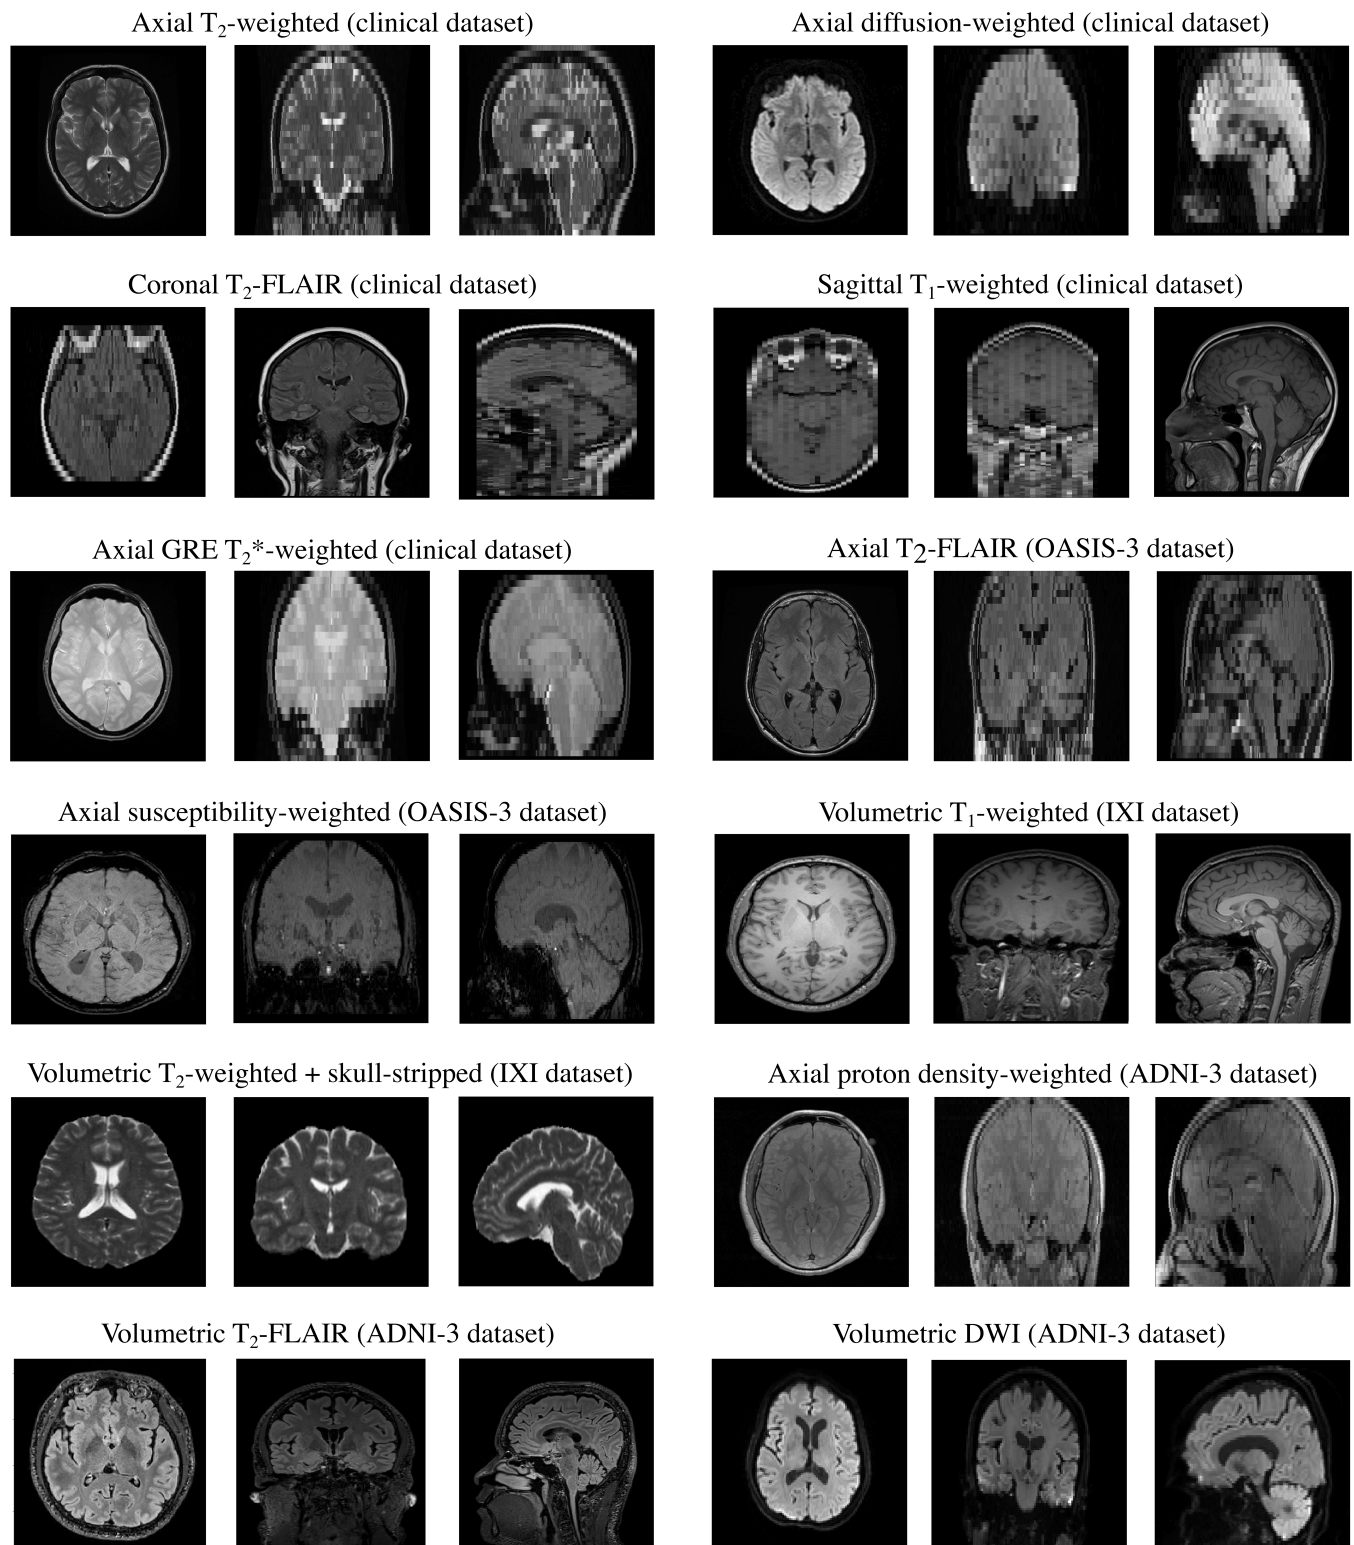 Axial T₂-weighted (clinical dataset)
Axial diffusion-weighted (clinical dataset)
Coronal T₂-FLAIR (clinical dataset)
Sagittal T₁-weighted (clinical dataset)
Axial GRE T₂*-weighted (clinical dataset)
Axial T2-FLAIR (OASIS-3 dataset)
Axial susceptibility-weighted (OASIS-3 dataset)
Volumetric T₁-weighted (IXI dataset)
Volumetric T₂-weighted + skull-stripped (IXI dataset)
Axial proton density-weighted (ADNI-3 dataset)
Volumetric T₂-FLAIR (ADNI-3 dataset)
Volumetric DWI (ADNI-3 dataset)